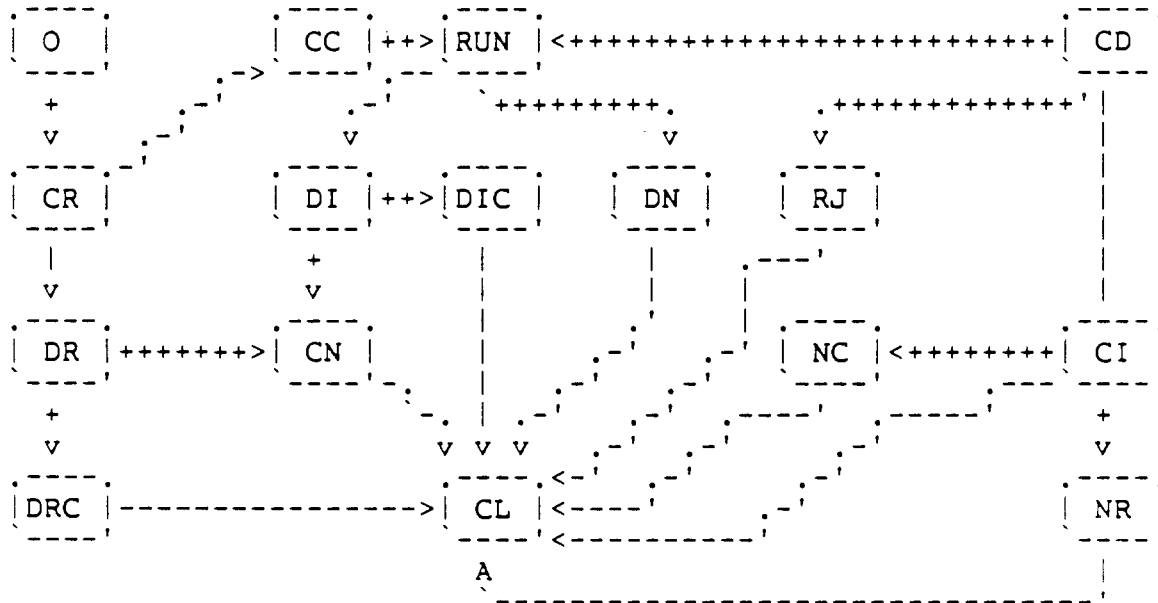 O CC ++> RUN <+++++++++++++++++++++++++++ CD
CR DI ++> DIC DN RJ
DR +++++++> CN NC <++++++++ CI
DRC -----------------> CL NR
A